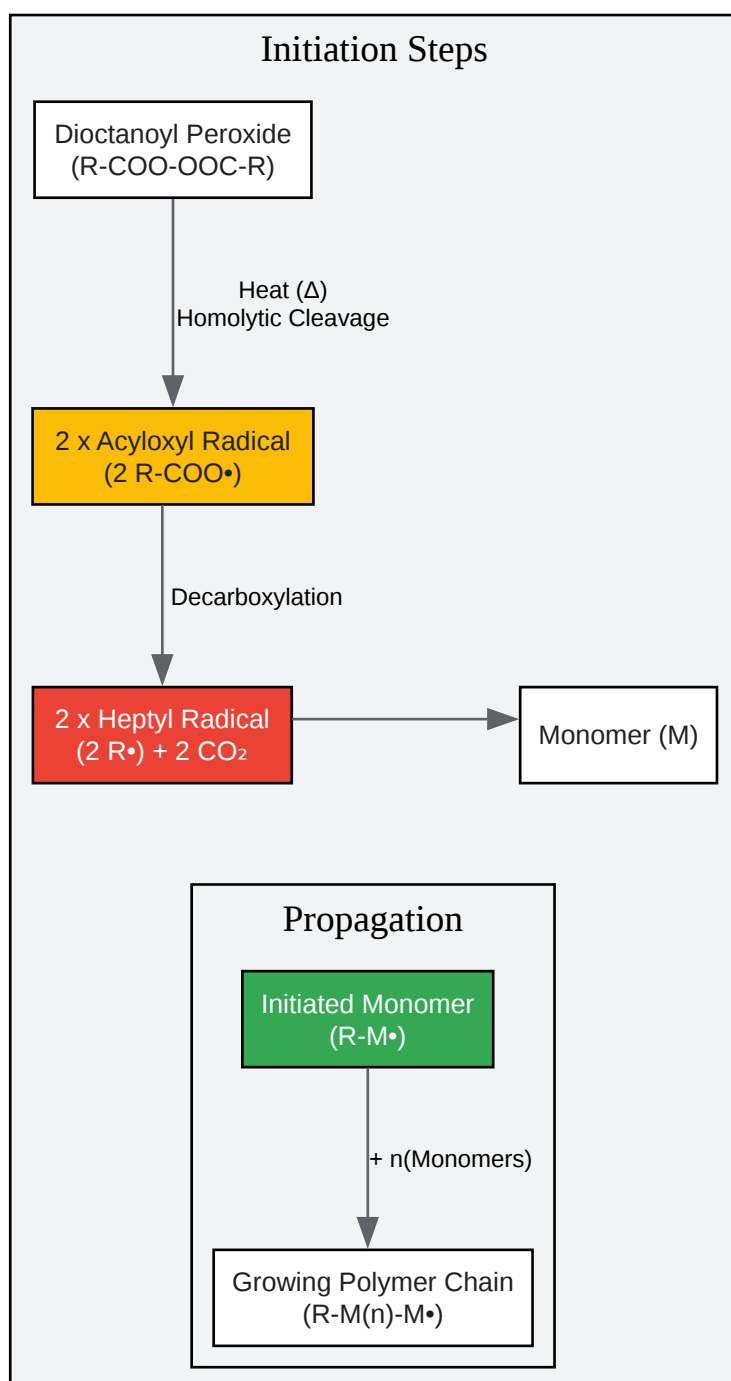 Initiation Steps
Dioctanoyl Peroxide
(R-COO-OOC-R)
Heat (Δ)
Homolytic Cleavage
2 x Acyloxyl Radical
(2 R-COO•)
Decarboxylation
2 x Heptyl Radical
(2 R•) + 2 CO₂
Monomer (M)
Propagation
Initiated Monomer
(R-M•)
+ n(Monomers)
Growing Polymer Chain
(R-M(n)-M•)